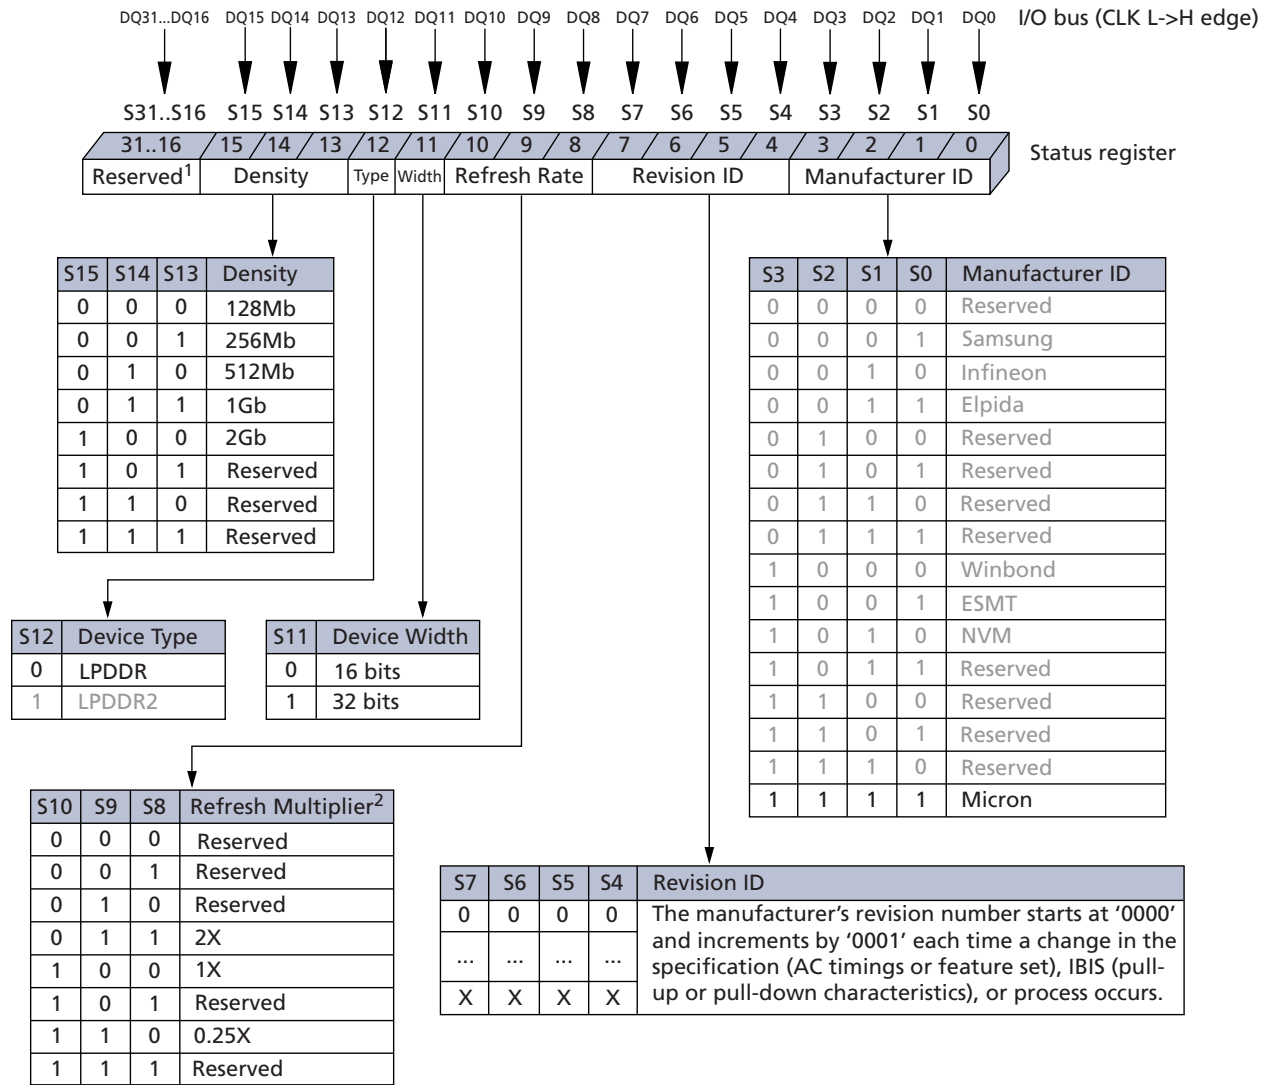 DQ31...DQ16 DQ15 DQ14 DQ13 DQ12 DQ11 DQ10 DQ9 DQ8 DQ7 DQ6 DQ5 DQ4 DQ3 DQ2 DQ1 DQ0 I/O bus (CLK L->H edge)
S31..S16 S15 S14 S13 S12 S11 S10 S9 S8 S7 S6 S5 S4 S3 S2 S1 S0
31..16 15 14 13 12 11 10 9 8 7 6 5 4 3 2 1 0
Status register
Reserved1 Density Type Width Refresh Rate Revision ID Manufacturer ID
S15 S14 S13 Density
0 0 0 128Mb
0 0 1 256Mb
0 1 0 512Mb
0 1 1 1Gb
1 0 0 2Gb
1 0 1 Reserved
1 1 0 Reserved
1 1 1 Reserved
S3 S2 S1 S0 Manufacturer ID
0 0 0 0 Reserved
0 0 0 1 Samsung
0 0 1 0 Infineon
0 0 1 1 Elpida
0 1 0 0 Reserved
0 1 0 1 Reserved
0 1 1 0 Reserved
0 1 1 1 Reserved
1 0 0 0 Winbond
1 0 0 1 ESMT
1 0 1 0 NVM
1 0 1 1 Reserved
1 1 0 0 Reserved
1 1 0 1 Reserved
1 1 1 0 Reserved
1 1 1 1 Micron
S12 Device Type
0 LPDDR
1 LPDDR2
S11 Device Width
0 16 bits
1 32 bits
S10 S9 S8 Refresh Multiplier2
0 0 0 Reserved
0 0 1 Reserved
0 1 0 Reserved
0 1 1 2X
1 0 0 1X
1 0 1 Reserved
1 1 0 0.25X
1 1 1 Reserved
S7 S6 S5 S4 Revision ID
0 0 0 0
... ... ... ...
X X X X
The manufacturer's revision number starts at '0000'
and increments by '0001' each time a change in the
specification (AC timings or feature set), IBIS (pull-
up or pull-down characteristics), or process occurs.